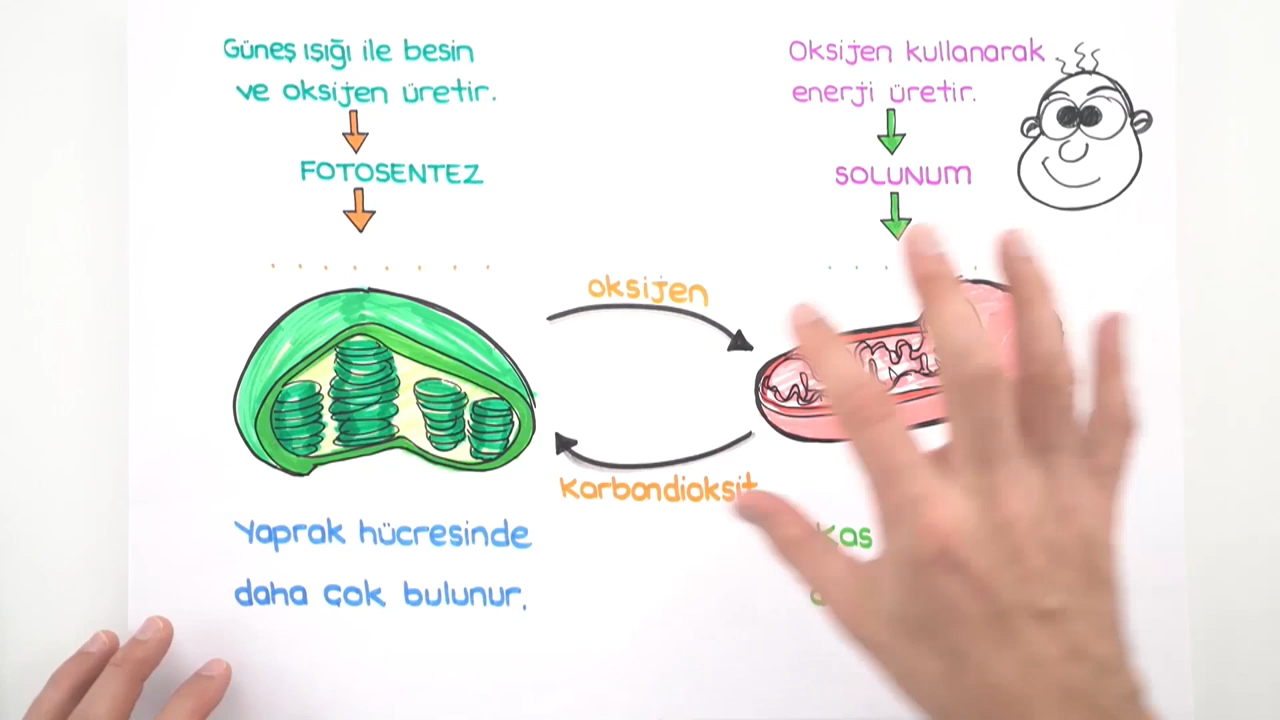 Güneş ışığı ile besin
ve oksijen üretir.
FOTOSENTEZ
Oksijen kullanarak
enerji üretir.
SOLUNUM
oksijen
Karbondioksit
Yaprak hücresinde
daha çok bulunur.
Kas